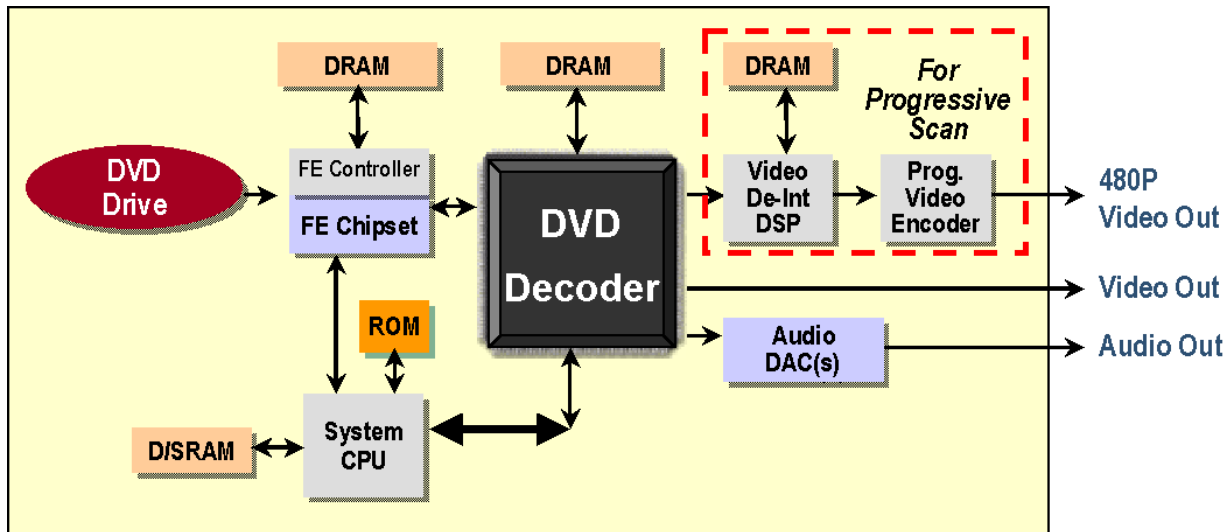 DRAM
DRAM
DRAM
For
Progressive
Scan
DVD
Drive
FE Controller
FE Chipset
DVD
Decoder
Video
De-Int
DSP
Prog.
Video
Encoder
480P
Video Out
Video Out
ROM
Audio
DAC(s)
Audio Out
D/SRAM
System
CPU